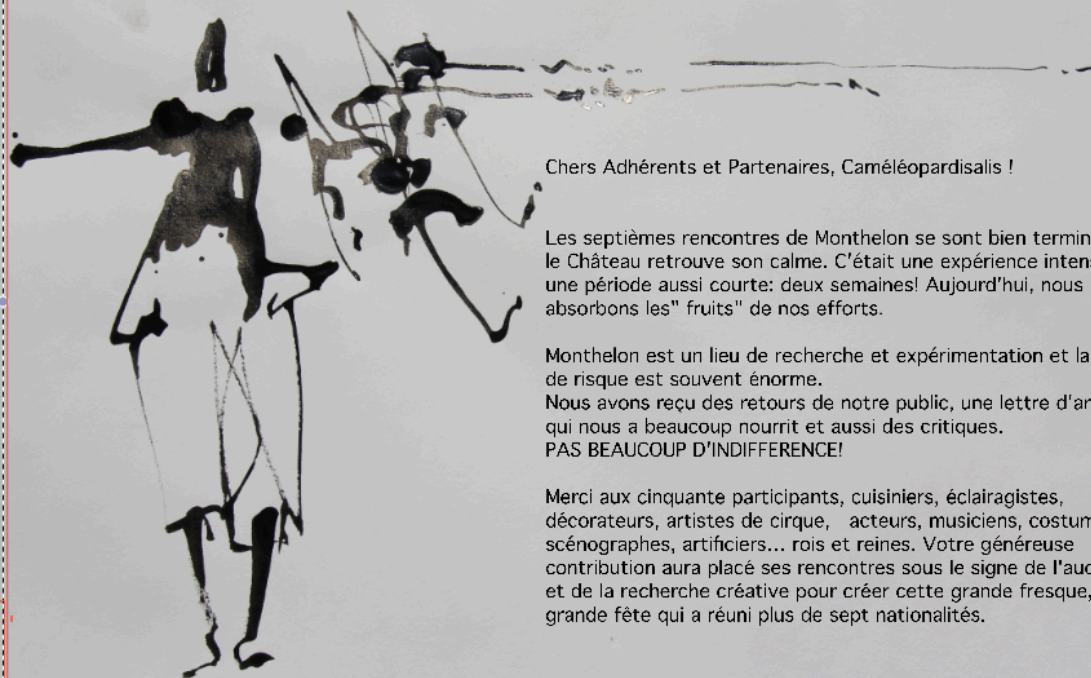 Chers Adhérents et Partenaires, Caméléopardisalis !
Les septièmes rencontres de Monthelon se sont bien termin
le Château retrouve son calme. C'était une expérience intens
une période aussi courte: deux semaines! Aujourd'hui, nous
absorbons les" fruits" de nos efforts.
Monthelon est un lieu de recherche et expérimentation et la
de risque est souvent énorme.
Nous avons reçu des retours de notre public, une lettre d'
qui nous a beaucoup nourrit et aussi des critiques.
PAS BEAUCOUP D'INDIFFERENCE!
Merci aux cinquante participants, cuisiniers, éclairagistes,
décorateurs, artistes de cirque, acteurs, musiciens, costum
scénographes, artificiers... rois et reines. Votre généreuse
contribution aura placé ses rencontres sous le signe de l'aud
et de la recherche créative pour créer cette grande fresque,
grande fête qui a réuni plus de sept nationalités.